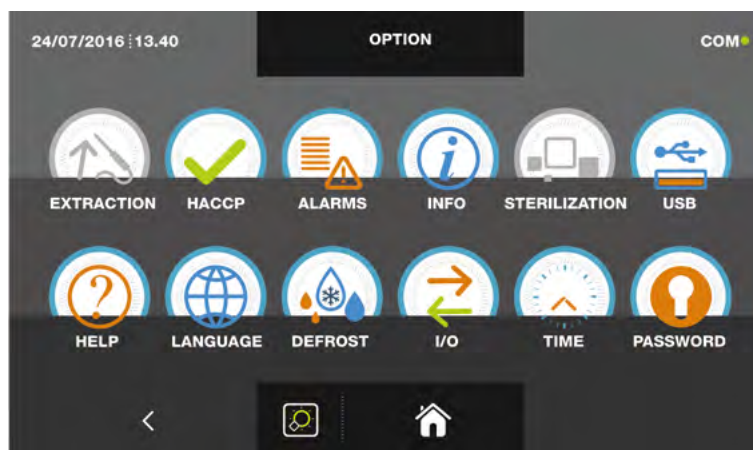 24/07/2016 13.40 OPTION COM
EXTRACTION HACCP ALARMS INFO STERILIZATION USB
HELP LANGUAGE DEFROST I/O TIME PASSWORD